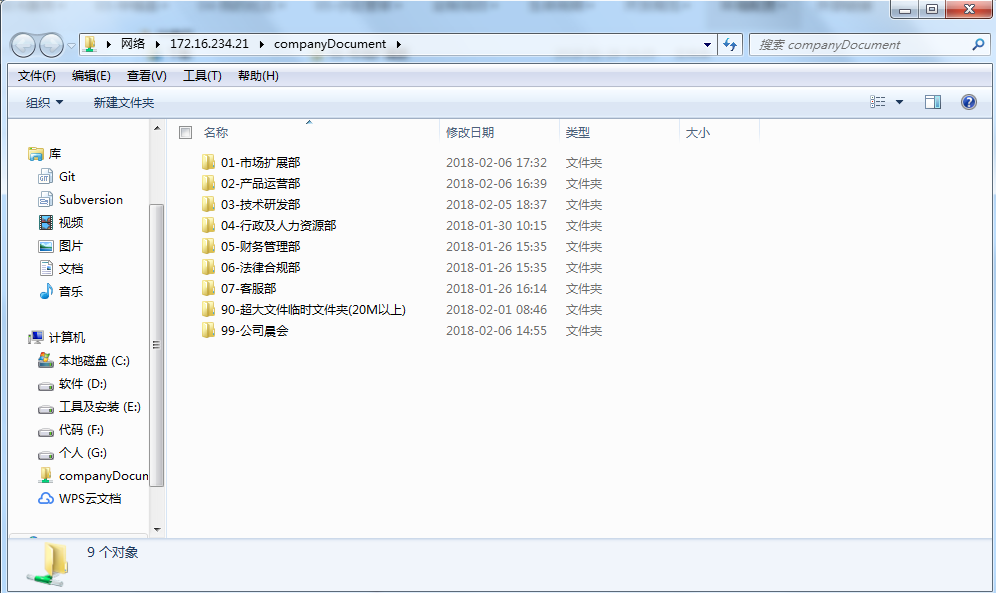 网络 172.16.234.21 companyDocument
搜索 companyDocument
文件(F) 编辑(E) 查看(V) 工具(T) 帮助(H)
组织 新建文件夹
库
Git
Subversion
视频
图片
文档
音乐
计算机
本地磁盘 (C:)
软件 (D:)
工具及安装 (E:)
代码 (F:)
个人 (G:)
companyDocun
WPS云文档
名称 修改日期 类型 大小
01-市场扩展部 2018-02-06 17:32 文件夹
02-产品运营部 2018-02-06 16:39 文件夹
03-技术研发部 2018-02-05 18:37 文件夹
04-行政及人力资源部 2018-01-30 10:15 文件夹
05-财务管理部 2018-01-26 15:35 文件夹
06-法律合规部 2018-01-26 15:35 文件夹
07-客服部 2018-01-26 16:14 文件夹
90-超大文件临时文件夹(20M以上) 2018-02-01 08:46 文件夹
99-公司晨会 2018-02-06 14:55 文件夹
9 个对象